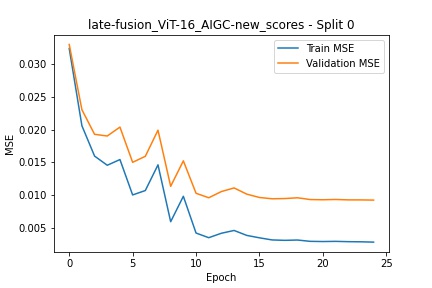 late-fusion_ViT-16_AIGC-new_scores - Split 0
Train MSE
Validation MSE
MSE
0.030
0.025
0.020
0.015
0.010
0.005
0 5 10 15 20 25
Epoch